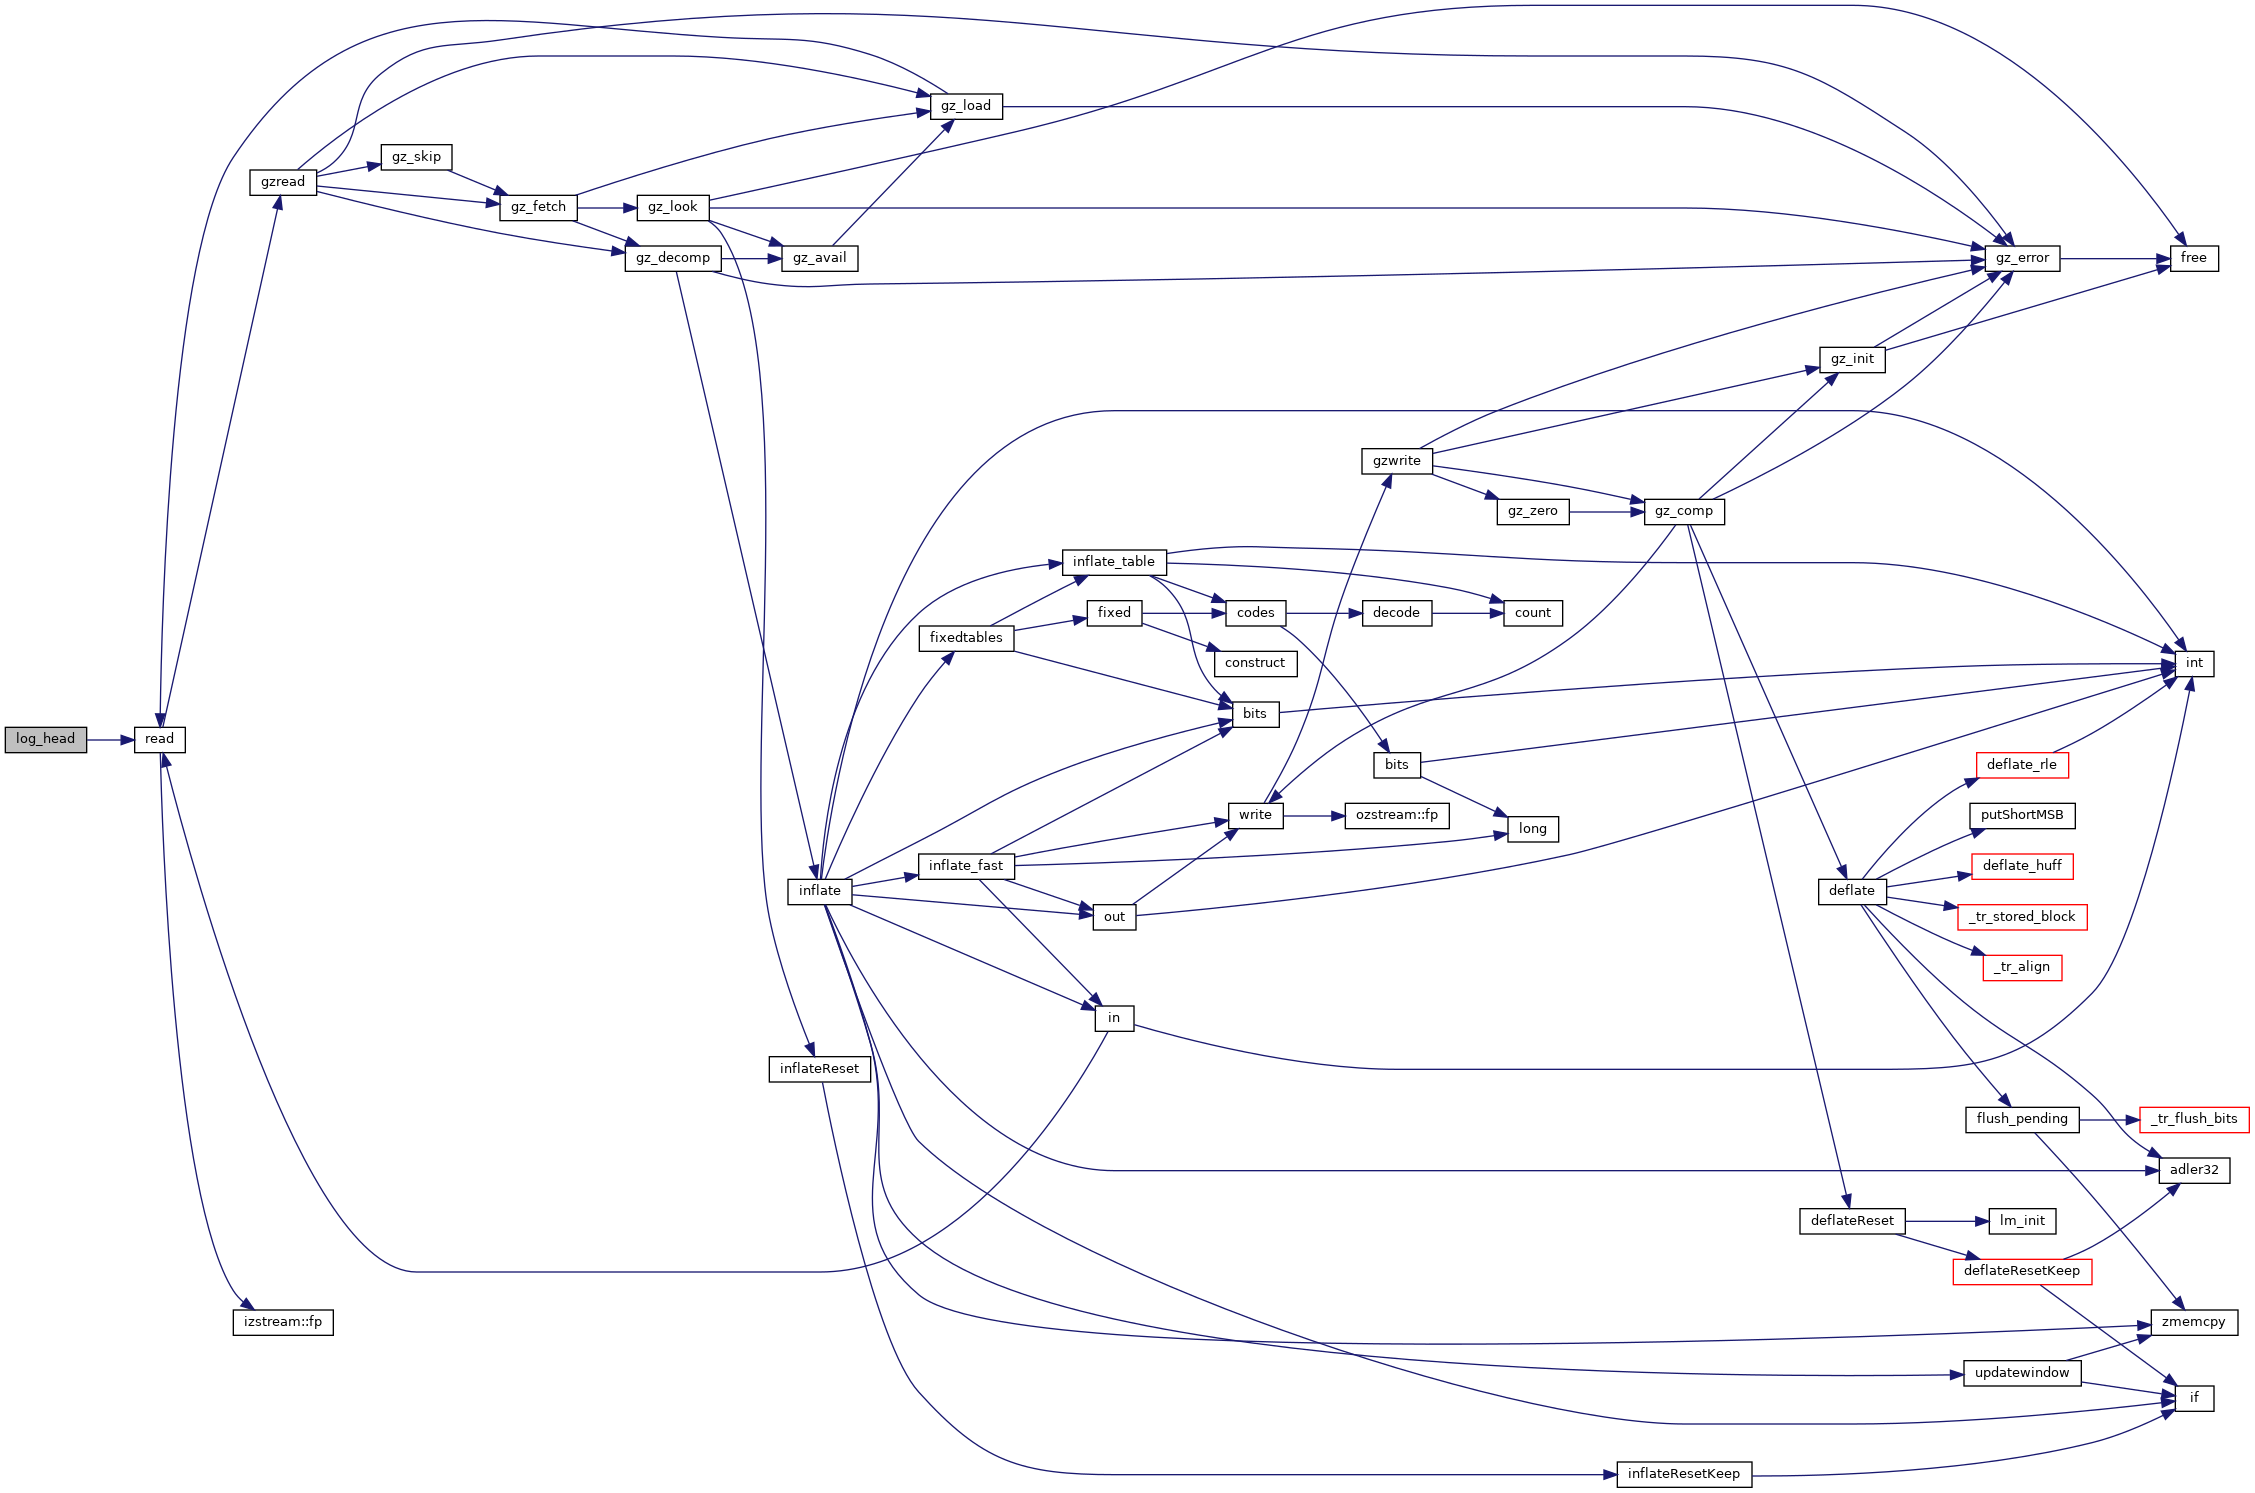 log_head
read
gzread
izstream::fp
gz_skip
gz_fetch
gz_look
gz_decomp
gz_avail
gz_load
gz_error
free
gz_init
gzwrite
gz_zero
gz_comp
inflate_table
fixed
codes
decode
count
fixedtables
construct
int
bits
bits
deflate_rle
write
ozstream::fp
long
putShortMSB
inflate_fast
deflate_huff
inflate
deflate
out
_tr_stored_block
_tr_align
in
inflateReset
flush_pending
_tr_flush_bits
adler32
deflateReset
lm_init
deflateResetKeep
zmemcpy
updatewindow
if
inflateResetKeep